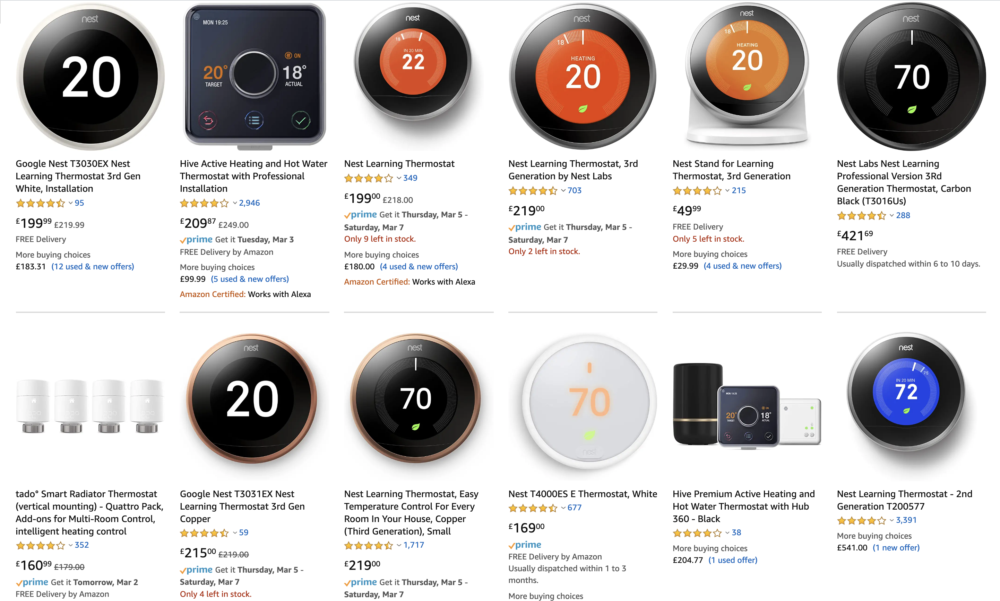 nest
20
Google Nest T3030EX Nest
Learning Thermostat 3rd Gen
White, Installation
95
£199.99 £219.99
FREE Delivery
More buying choices
£183.31 (12 used & new offers)
MON 19:25
ON
20° 18°
TARGET ACTUAL
Hive Active Heating and Hot Water
Thermostat with Professional
Installation
2,946
£209.87 £249.00
prime Get it Tuesday, Mar 3
FREE Delivery by Amazon
More buying choices
£99.99 (5 used & new offers)
Amazon Certified: Works with Alexa
nest
18
IN 20 MIN
22
Nest Learning Thermostat
349
£199.00 £218.00
prime Get it Thursday, Mar 5 -
Saturday, Mar 7
Only 9 left in stock.
More buying choices
£180.00 (4 used & new offers)
Amazon Certified: Works with Alexa
nest
18
HEATING
20
Nest Learning Thermostat, 3rd
Generation by Nest Labs
703
£219.00
prime Get it Thursday, Mar 5 -
Saturday, Mar 7
Only 2 left in stock.
nest
18
HEATING
20
Nest Stand for Learning
Thermostat, 3rd Generation
215
£49.99
FREE Delivery
Only 5 left in stock.
More buying choices
£29.99 (4 used & new offers)
nest
70
Nest Labs Nest Learning
Professional Version 3Rd
Generation Thermostat, Carbon
Black (T3016Us)
288
£421.69
FREE Delivery
Usually dispatched within 6 to 10 days.
tado° Smart Radiator Thermostat
(vertical mounting) - Quattro Pack,
Add-ons for Multi-Room Control,
intelligent heating control
352
£160.99 £179.00
prime Get it Tomorrow, Mar 2
FREE Delivery by Amazon
nest
20
Google Nest T3031EX Nest
Learning Thermostat 3rd Gen
Copper
59
£215.00 £219.00
prime Get it Thursday, Mar 5 -
Saturday, Mar 7
Only 4 left in stock.
nest
70
Nest Learning Thermostat, Easy
Temperature Control For Every
Room In Your House, Copper
(Third Generation), Small
1,717
£219.00
prime Get it Thursday, Mar 5 -
Saturday, Mar 7
70
nest
Nest T4000ES E Thermostat, White
677
£169.00
prime
FREE Delivery by Amazon
Usually dispatched within 1 to 3
months.
More buying choices
MON 19:25
ON
20° 18°
TARGET ACTUAL
Hive Premium Active Heating and
Hot Water Thermostat with Hub
360 - Black
38
More buying choices
£204.77 (1 used offer)
nest
75
IN 20 MIN
72
Nest Learning Thermostat - 2nd
Generation T200577
3,391
More buying choices
£541.00 (1 new offer)